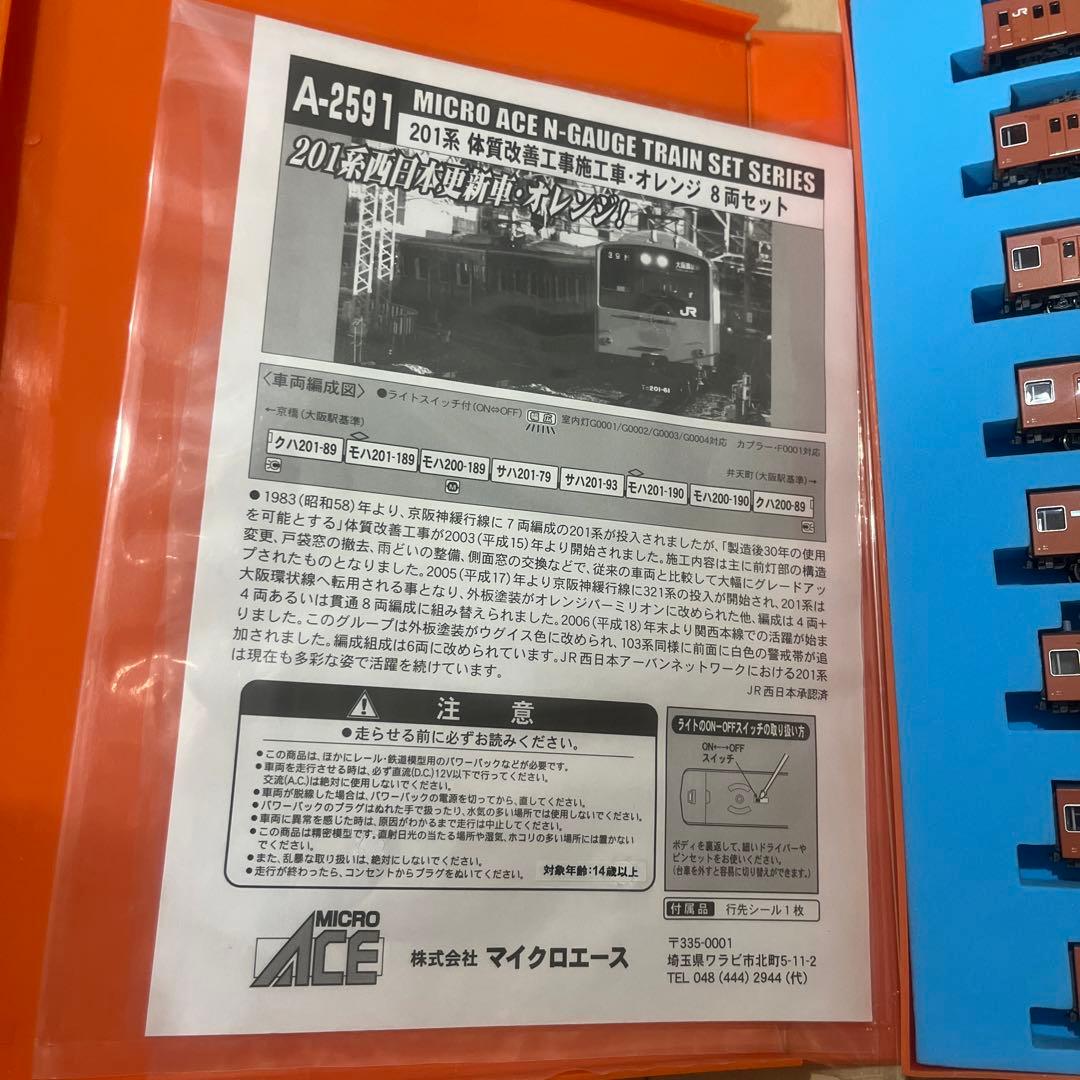 A-2591
MICRO ACE N-GAUGE TRAIN SET SERIES
201系 体質改善工事施工車・オレンジ 8両セット
201系西日本更新車・オレンジ!
JR
〈車両編成図〉
●ライトスイッチ付(ON⇔OFF)
室内灯G0001/G0002/G0003/G0004対応
カプラー・F0001対応
←京橋(大阪駅基準)
弁天町(大阪駅基準)→
クハ201-89 モハ201-189 モハ200-189 サハ201-79 サハ201-93 モハ201-190 モハ200-190 クハ200-89
●1983(昭和58)年より、京阪神緩行線に7両編成の201系が投入されましたが、「製造後30年の使用
を可能とする」体質改善工事が2003(平成15)年より開始されました。施工内容は主に前灯部の構造
変更、戸袋窓の撤去、雨どいの整備、側面窓の交換などで、従来の車両と比較して大幅にグレードアッ
プされたものとなりました。2005(平成17)年より京阪神緩行線に321系の投入が開始され、201系は
大阪環状線へ転用される事となり、外板塗装がオレンジバーミリオンに改められた他、編成は4両+
4両あるいは貫通8両編成に組み替えられました。2006(平成18)年末より関西本線での活躍が始ま
りました。このグループは外板塗装がウグイス色に改められ、103系同様に前面に白色の警戒帯が追
加されました。編成組成は6両に改められています。JR西日本アーバンネットワークにおける201系
は現在も多彩な姿で活躍を続けています。
JR西日本承認済
注 意
●走らせる前に必ずお読みください。
●この商品は、ほかにレール・鉄道模型用のパワーパックなどが必要です。
●車両を走行させる時は、必ず直流(D.C.)12V以下で行ってください。
交流(A.C.)は絶対に使用しないでください。
●車両が脱線した場合は、パワーパックの電源を切ってから、直してください。
●パワーパックのプラグはぬれた手で扱ったり、水気の多い場所では使用しないでください。
●車両に異常を感じた時は、原因がわかるまで走行は中止してください。
●この商品は精密模型です。直射日光の当たる場所や湿気、ホコリの多い場所には置かない
でください。
●また、乱暴な取り扱いは、絶対にしないでください。
●走行が終わったら、コンセントからプラグをぬいてください。
対象年齢:14歳以上
ライトのON-OFFスイッチの取り扱い方
ON←→OFF
スイッチ
ボディを裏返して、細いドライバーや
ピンセットをお使いください。
(台車を外すと容易に切り替えができます。)
付属品 行先シール1枚
MICRO
ACE
株式会社 マイクロエース
〒335-0001
埼玉県ワラビ市北町5-11-2
TEL 048 (444) 2944 (代)
JR